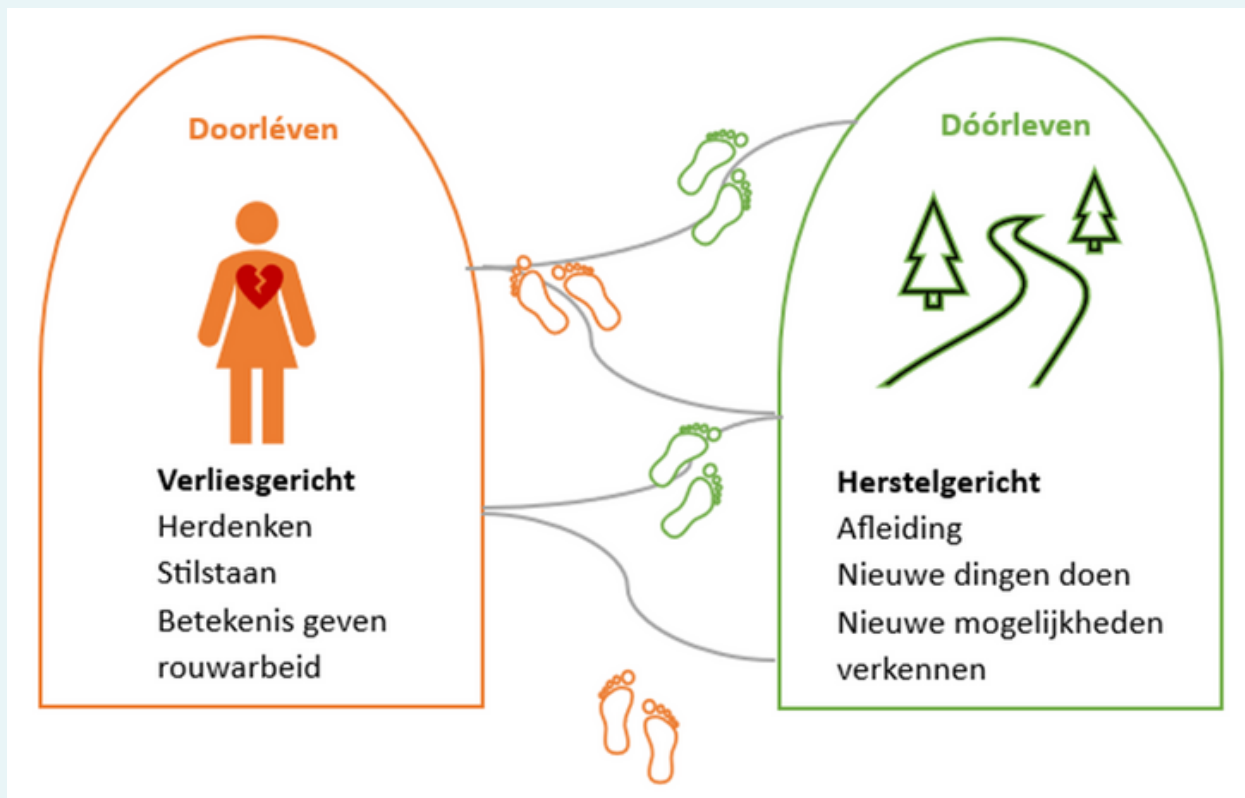 Doorléven
Verliesgericht
Herdenken
Stilstaan
Betekenis geven
rouwarbeid
Dóórleven
Herstelgericht
Afleiding
Nieuwe dingen doen
Nieuwe mogelijkheden
verkennen